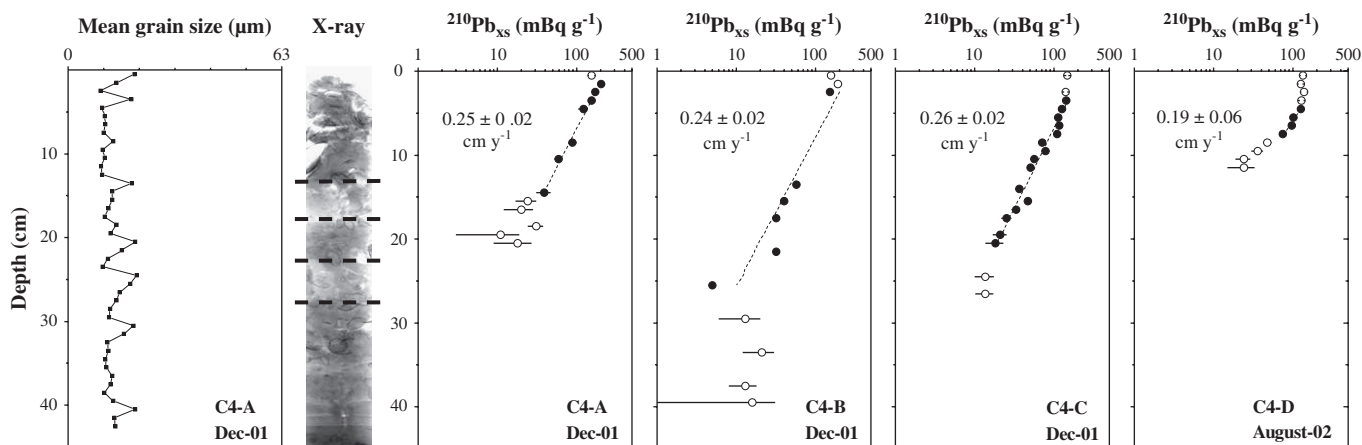 Mean grain size (μm)
0 63
10
20
30
40
Depth (cm)
C4-A
Dec-01
X-ray
²¹⁰Pbxs (mBq g⁻¹)
1 10 100 500
0
10
20
30
40
0.25 ± 0 .02
cm y⁻¹
C4-A
Dec-01
²¹⁰Pbxs (mBq g⁻¹)
1 10 100 500
0.24 ± 0.02
cm y⁻¹
C4-B
Dec-01
²¹⁰Pbxs (mBq g⁻¹)
1 10 100 500
0.26 ± 0.02
cm y⁻¹
C4-C
Dec-01
²¹⁰Pbxs (mBq g⁻¹)
1 10 100 500
0.19 ± 0.06
cm y⁻¹
C4-D
August-02